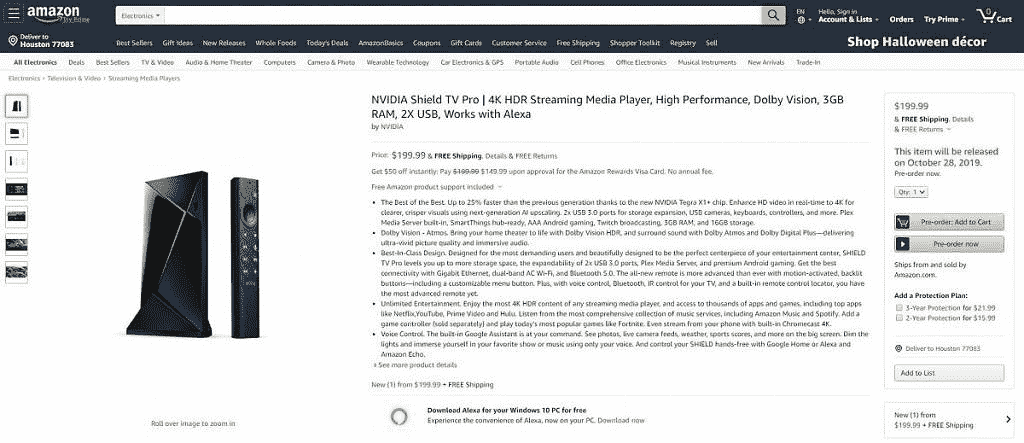 amazon
Try Prime
Electronics
EN
Hello, Sign in
Account & Lists
Orders
Try Prime
0
Cart
Deliver to
Houston 77083
Best Sellers Gift Ideas New Releases Whole Foods Today's Deals AmazonBasics Coupons Gift Cards Customer Service Free Shipping Shopper Toolkit Registry Sell
Shop Halloween décor
All Electronics Deals Best Sellers TV & Video Audio & Home Theater Computers Camera & Photo Wearable Technology Car Electronics & GPS Portable Audio Cell Phones Office Electronics Musical Instruments New Arrivals Trade-In
Electronics › Television & Video › Streaming Media Players
NVIDIA Shield TV Pro | 4K HDR Streaming Media Player, High Performance, Dolby Vision, 3GB
RAM, 2X USB, Works with Alexa
by NVIDIA
Price: $199.99 & FREE Shipping. Details & FREE Returns
Get $50 off instantly: Pay $199.99 $149.99 upon approval for the Amazon Rewards Visa Card. No annual fee.
Free Amazon product support included
• The Best of the Best. Up to 25% faster than the previous generation thanks to the new NVIDIA Tegra X1+ chip. Enhance HD video in real-time to 4K for
clearer, crisper visuals using next-generation AI upscaling. 2x USB 3.0 ports for storage expansion, USB cameras, keyboards, controllers, and more. Plex
Media Server built-in, SmartThings hub-ready, AAA Android gaming, Twitch broadcasting, 3GB RAM, and 16GB storage.
• Dolby Vision - Atmos. Bring your home theater to life with Dolby Vision HDR, and surround sound with Dolby Atmos and Dolby Digital Plus—delivering
ultra-vivid picture quality and immersive audio.
• Best-In-Class Design. Designed for the most demanding users and beautifully designed to be the perfect centerpiece of your entertainment center, SHIELD
TV Pro levels you up to more storage space, the expandability of 2x USB 3.0 ports, Plex Media Server, and premium Android gaming. Get the best
connectivity with Gigabit Ethernet, dual-band AC Wi-Fi, and Bluetooth 5.0. The all-new remote is more advanced than ever with motion-activated, backlit
buttons—including a customizable menu button. Plus, with voice control, Bluetooth, IR control for your TV, and a built-in remote control locator, you have
the most advanced remote yet.
• Unlimited Entertainment. Enjoy the most 4K HDR content of any streaming media player, and access to thousands of apps and games, including top apps
like Netflix,YouTube, Prime Video and Hulu. Listen from the most comprehensive collection of music services, including Amazon Music and Spotify. Add a
game controller (sold separately) and play today's most popular games like Fortnite. Even stream from your phone with built-in Chromecast 4K.
• Voice Control. The built-in Google Assistant is at your command. See photos, live camera feeds, weather, sports scores, and more on the big screen. Dim the
lights and immerse yourself in your favorite show or music using only your voice. And control your SHIELD hands-free with Google Home or Alexa and
Amazon Echo.
› See more product details
New (1) from $199.99 + FREE Shipping
Download Alexa for your Windows 10 PC for free
Experience the convenience of Alexa, now on your PC. Download now
Roll over image to zoom in
$199.99
& FREE Shipping. Details
& FREE Returns
This item will be released
on October 28, 2019.
Pre-order now.
Qty: 1
Pre-order: Add to Cart
Pre-order now
Ships from and sold by
Amazon.com.
Add a Protection Plan:
3-Year Protection for $21.99
2-Year Protection for $15.99
Deliver to Houston 77083
Add to List
New (1) from
$199.99 + FREE Shipping